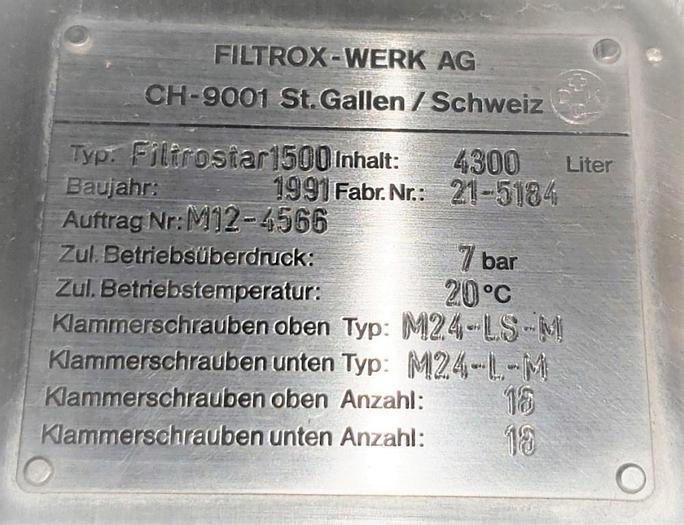 FILTROX-WERK AG
CH-9001 St.Gallen / Schweiz
Typ: Filtrostar1500 Inhalt: 4300 Liter
Baujahr: 1991 Fabr.Nr.: 21-5184
Auftrag Nr: M12-4566
Zul. Betriebsüberdruck: 7 bar
Zul. Betriebstemperatur: 20 °C
Klammerschrauben oben Typ: M24-LS-M
Klammerschrauben unten Typ: M24-L-M
Klammerschrauben oben Anzahl:
Klammerschrauben unten Anzahl: